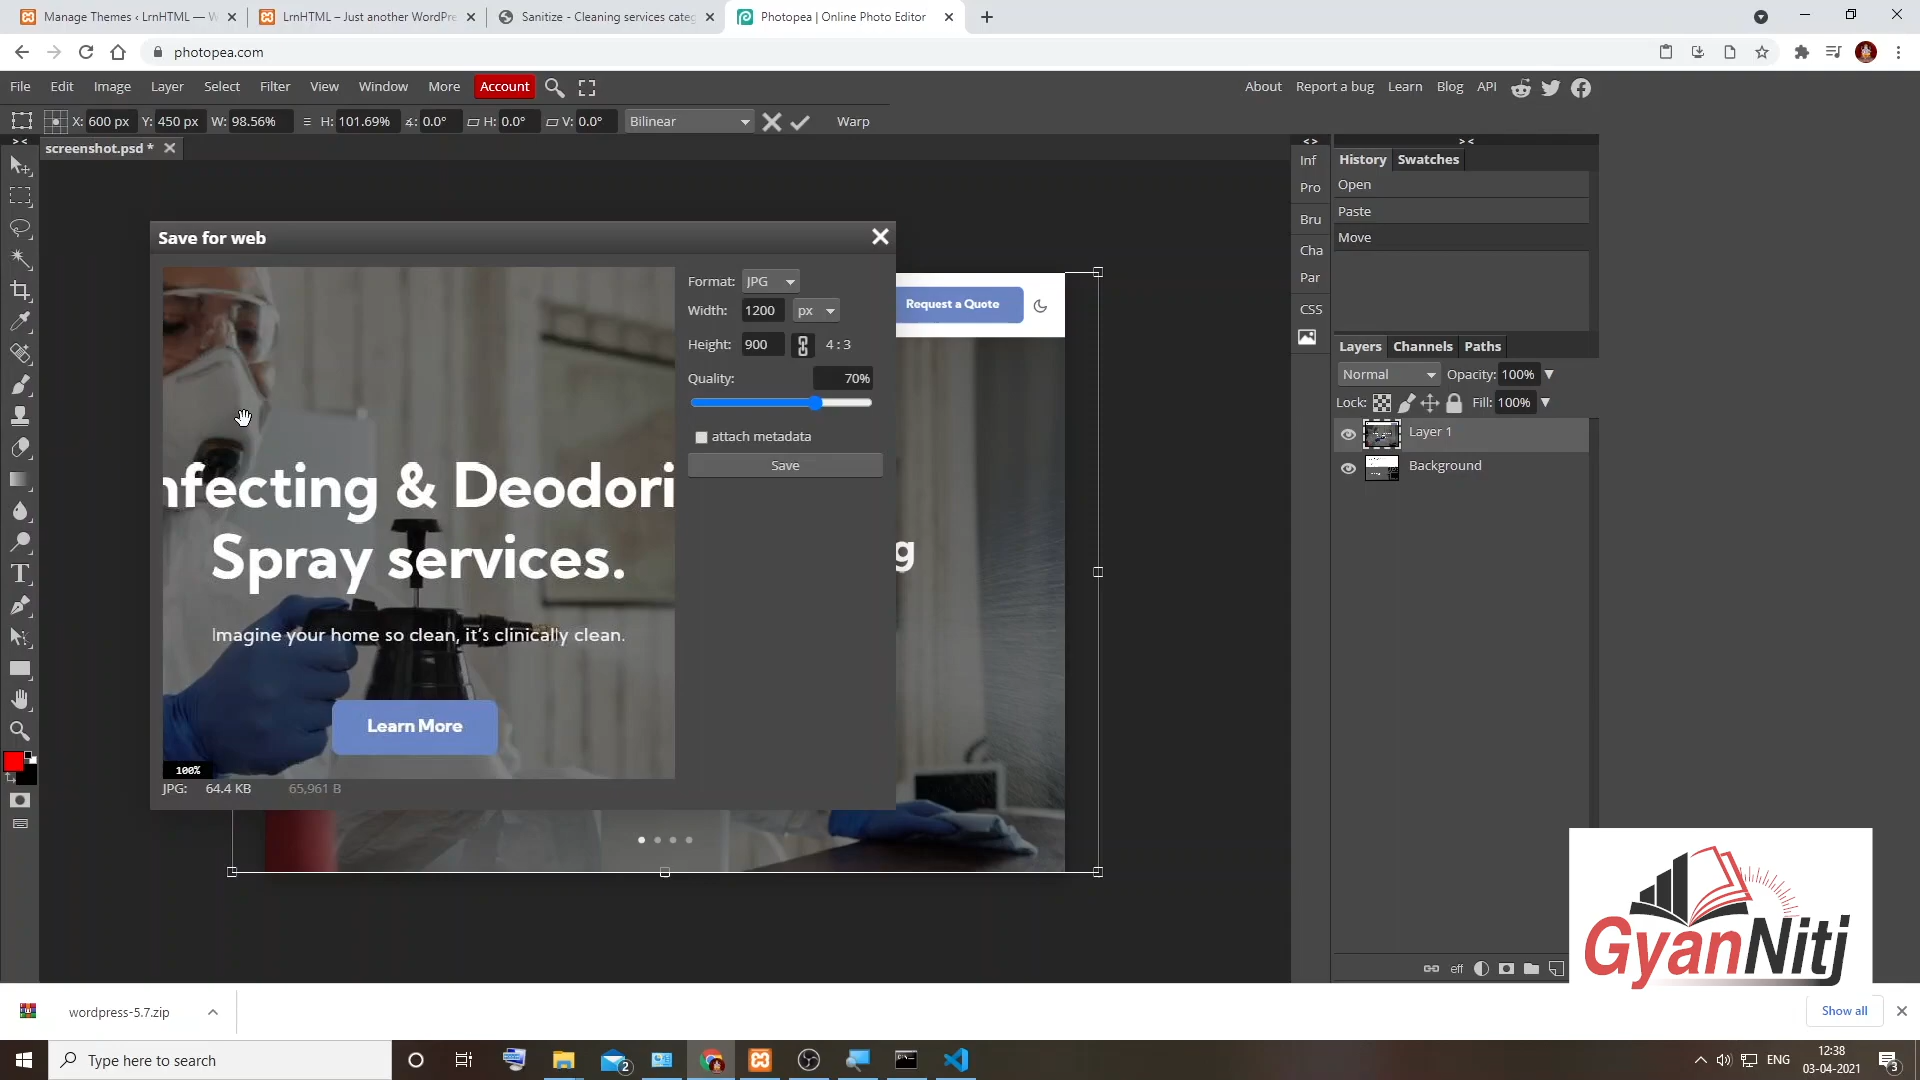 Manage Themes ‹ LrnHTML — W
LrnHTML – Just another WordPre
Sanitize - Cleaning services categ
Photopea | Online Photo Editor
photopea.com
File Edit Image Layer Select Filter View Window More Account
About Report a bug Learn Blog API
X: 600 px Y: 450 px W: 98.56% H: 101.69% 0.0° H: 0.0° V: 0.0° Bilinear Warp
screenshot.psd *
Save for web
Format: JPG
Width: 1200 px
Height: 900 4 : 3
Quality: 70%
attach metadata
Save
nfecting & Deodori
Spray services.
Imagine your home so clean, it's clinically clean.
Learn More
100%
JPG: 64.4 KB 65,961 B
Request a Quote
g
Inf
Pro
Bru
Cha
Par
CSS
History Swatches
Open
Paste
Move
Layers Channels Paths
Normal Opacity: 100%
Lock: Fill: 100%
Layer 1
Background
eff
GyanNiti
wordpress-5.7.zip
Show all
Type here to search
2
ENG
12:38
03-04-2021
3